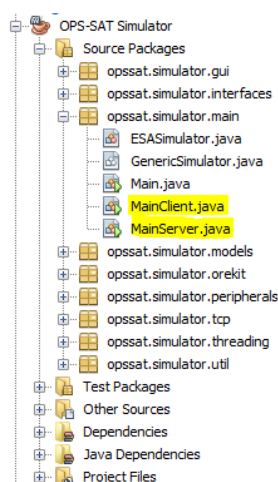 OPS-SAT Simulator
Source Packages
opssat.simulator.gui
opssat.simulator.interfaces
opssat.simulator.main
ESASimulator.java
GenericSimulator.java
Main.java
MainClient.java
MainServer.java
opssat.simulator.models
opssat.simulator.orekit
opssat.simulator.peripherals
opssat.simulator.tcp
opssat.simulator.threading
opssat.simulator.util
Test Packages
Other Sources
Dependencies
Java Dependencies
Project Files